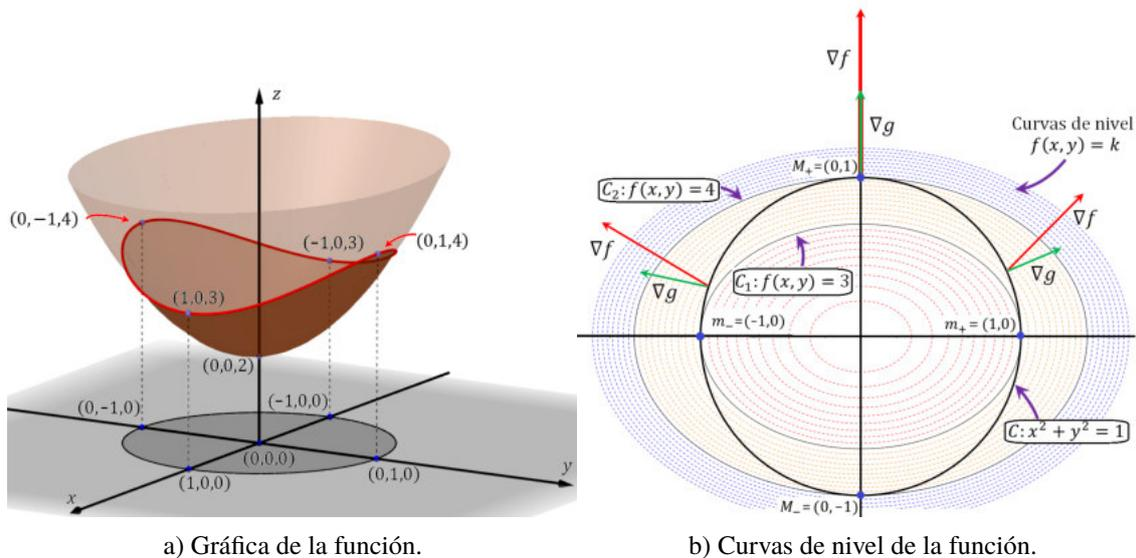 z
(0,−1,4)
(−1,0,3)
(0,1,4)
(1,0,3)
(0,0,2)
(0,−1,0)
(−1,0,0)
(0,0,0)
(1,0,0)
(0,1,0)
x
y
a) Gráfica de la función.
∇f
∇g
Curvas de nivel
f(x,y) = k
M₊=(0,1)
C₂: f(x,y) = 4
∇f
∇f
∇g
∇g
C₁: f(x,y) = 3
m₋=(-1,0)
m₊=(1,0)
C: x² + y² = 1
M₋=(0,-1)
b) Curvas de nivel de la función.